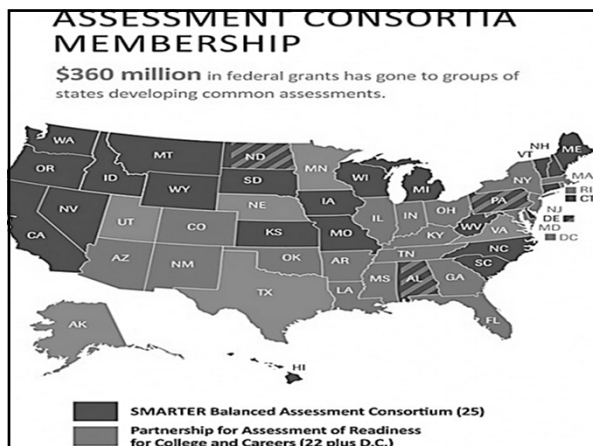 ASSESSMENT CONSORTIA
MEMBERSHIP
$360 million in federal grants has gone to groups of
states developing common assessments.
WA
MT
ND
MN
OR
ID
WY
SD
WI
MI
NY
VT
NH
ME
MA
RI
CT
NV
UT
CO
NE
IA
IL
IN
OH
PA
NJ
DE
MD
DC
CA
AZ
NM
KS
MO
KY
WV
VA
OK
AR
TN
NC
SC
TX
LA
MS
AL
GA
FL
AK
HI
SMARTER Balanced Assessment Consortium (25)
Partnership for Assessment of Readiness
for College and Careers (22 plus D.C.)